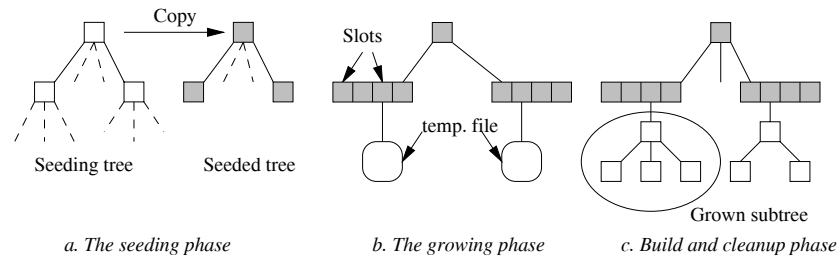 Copy
Slots
temp. file
Seeding tree
Seeded tree
Grown subtree
a. The seeding phase
b. The growing phase
c. Build and cleanup phase